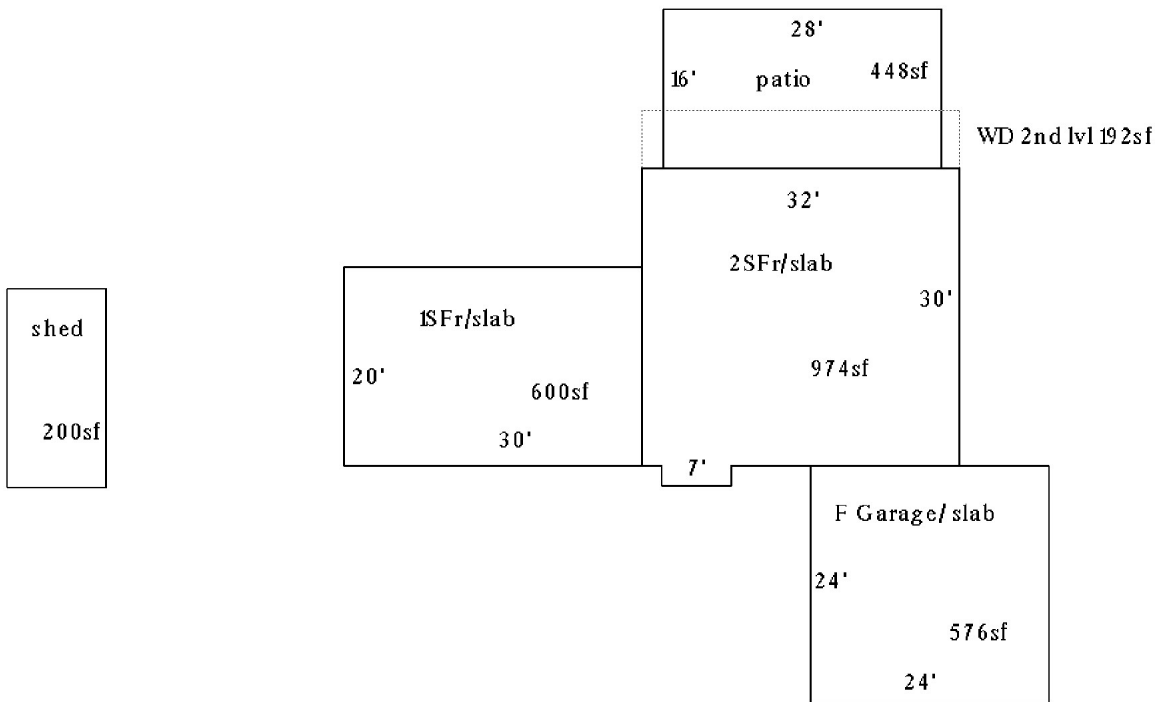 28'
16'
patio
448sf
WD 2nd lvl 192sf
32'
2SFr/slab
30'
974sf
1SFr/slab
20'
600sf
30'
shed
200sf
7'
F Garage/slab
24'
576sf
24'